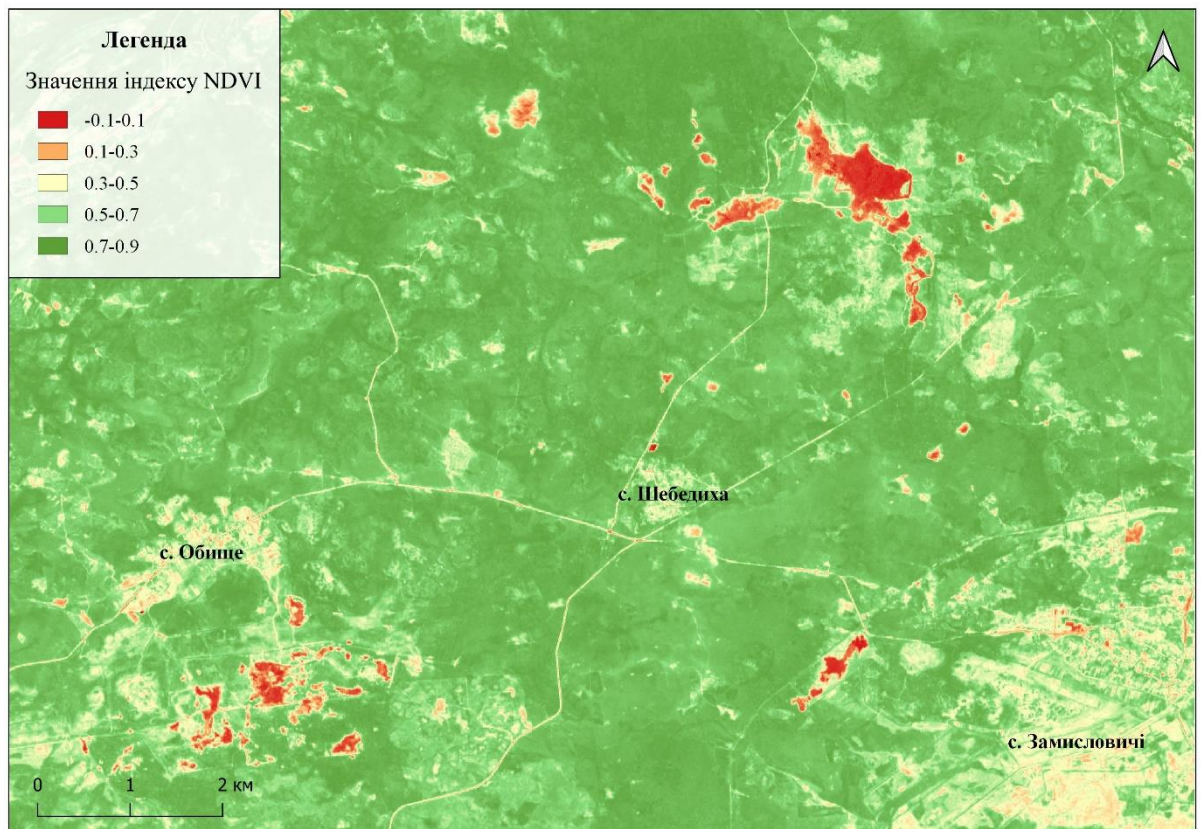 Легенда
Значення індексу NDVI
-0.1-0.1
0.1-0.3
0.3-0.5
0.5-0.7
0.7-0.9
с. Шебедиха
с. Обище
с. Замисловичі
0 1 2 км